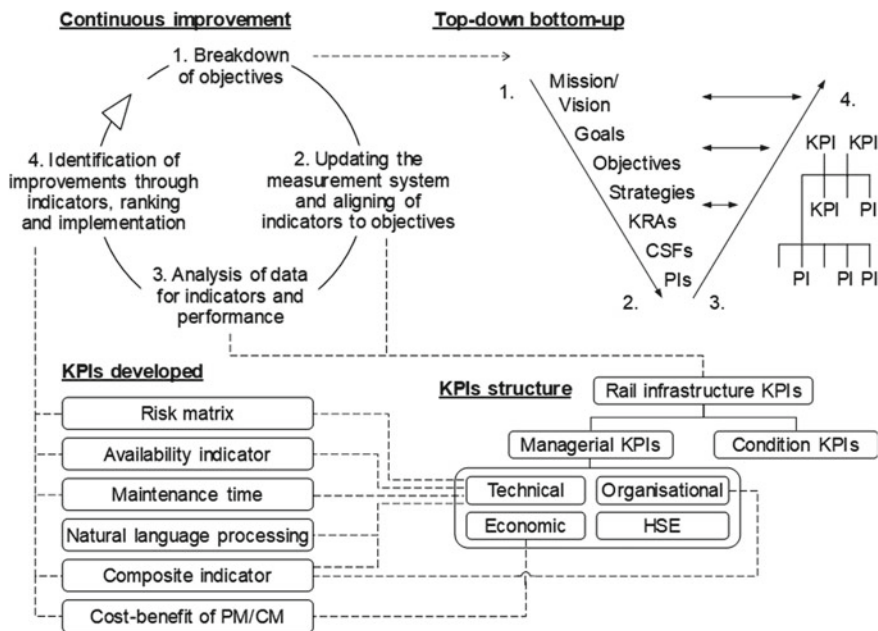 Continuous improvement
1. Breakdown
of objectives
2. Updating the
measurement system
and aligning of
indicators to objectives
3. Analysis of data
for indicators and
performance
4. Identification of
improvements through
indicators, ranking
and implementation
Top-down bottom-up
1.
Mission/
Vision
Goals
Objectives
Strategies
KRAs
CSFs
PIs
2.
3.
4.
KPI KPI
KPI PI
PI PI PI
KPIs developed
Risk matrix
Availability indicator
Maintenance time
Natural language processing
Composite indicator
Cost-benefit of PM/CM
KPIs structure
Rail infrastructure KPIs
Managerial KPIs
Condition KPIs
Technical
Organisational
Economic
HSE